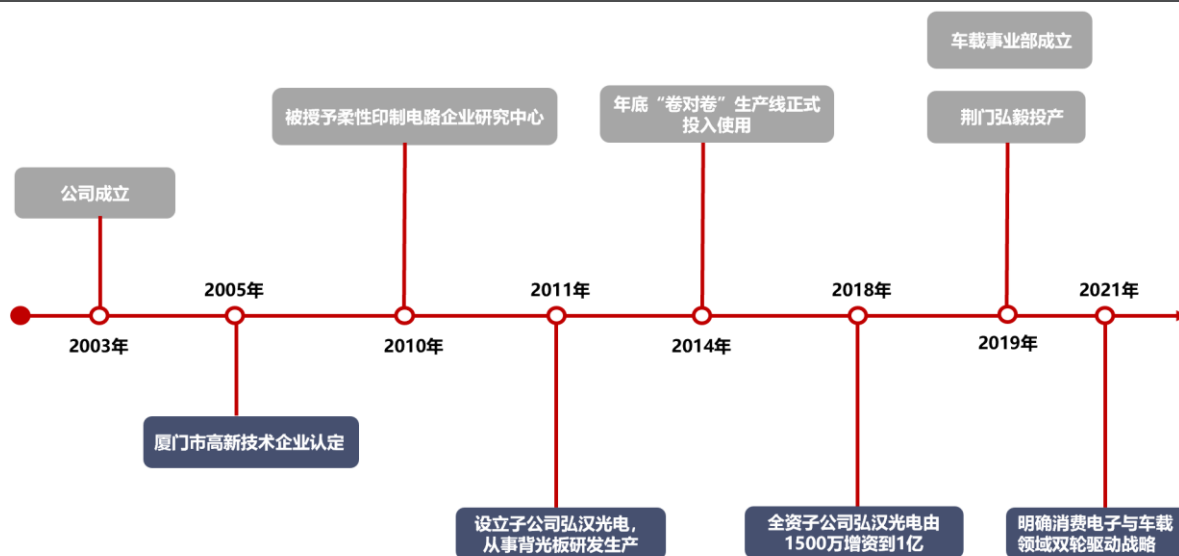 车载事业部成立
被授予柔性印制电路企业研究中心
年底“卷对卷”生产线正式
投入使用
荆门弘毅投产
公司成立
2005年
2011年
2018年
2021年
2003年
2010年
2014年
2019年
厦门市高新技术企业认定
设立子公司弘汉光电,
从事背光板研发生产
全资子公司弘汉光电由
1500万增资到1亿
明确消费电子与车载
领域双轮驱动战略